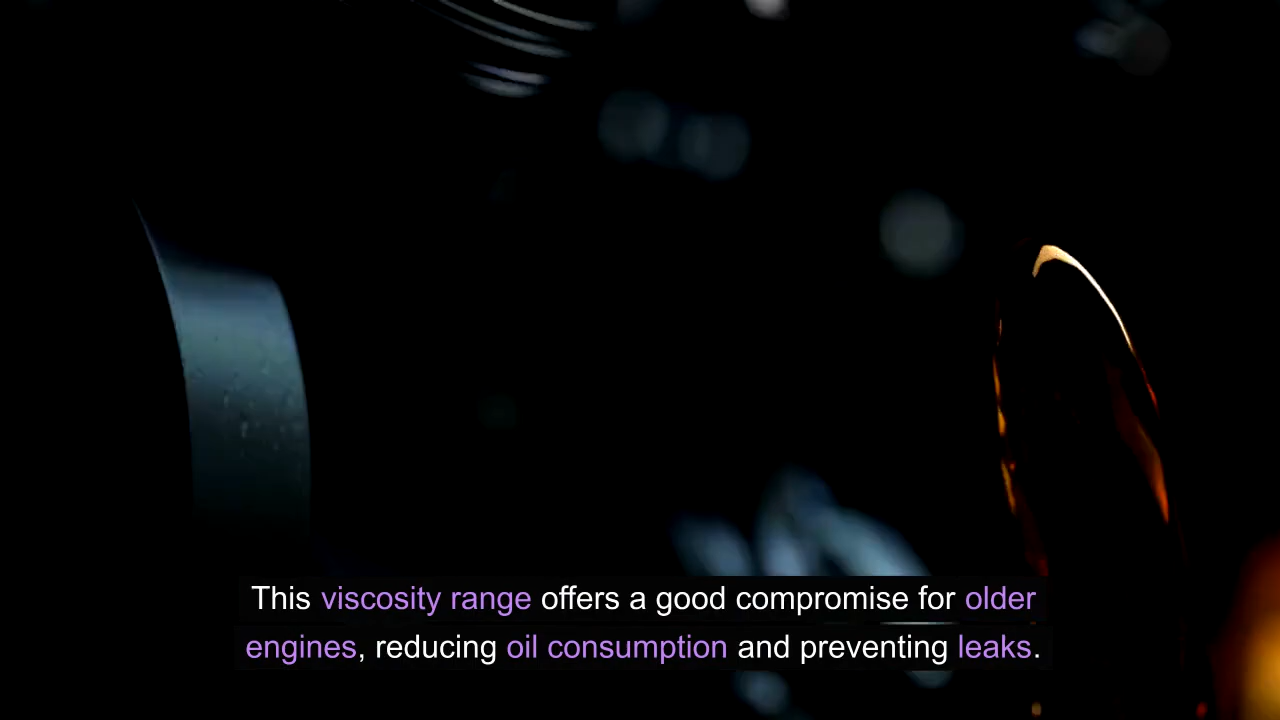 This viscosity range offers a good compromise for older
engines, reducing oil consumption and preventing leaks.